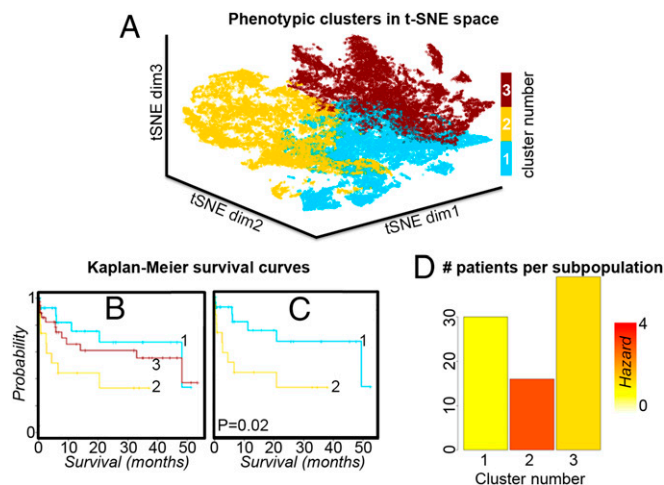 A
Phenotypic clusters in t-SNE space
tSNE dim3
tSNE dim2
tSNE dim1
3
2
1
cluster number
Kaplan-Meier survival curves
B
1
3
2
Probability
1
0
0 10 20 30 40 50
Survival (months)
C
1
2
P=0.02
0 10 20 30 40 50
Survival (months)
D # patients per subpopulation
30
20
10
0
1 2 3
Cluster number
4
Hazard
0